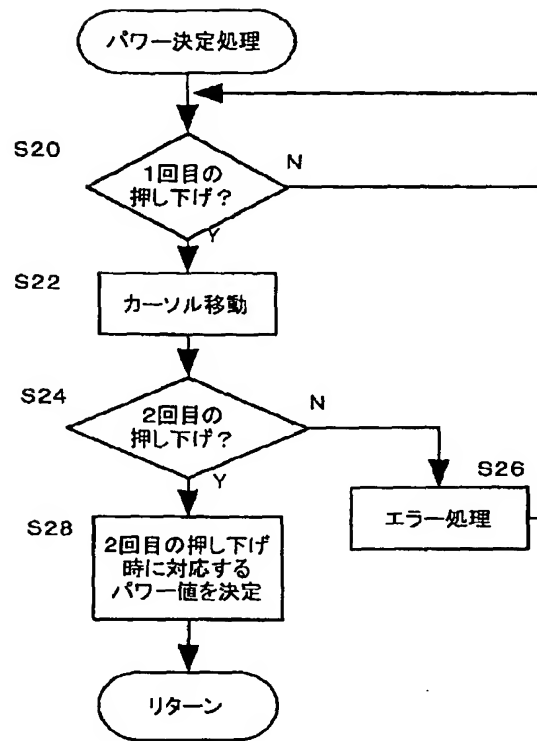 パワー決定処理
S20
1回目の
押し下げ?
N
Y
S22
カーソル移動
S24
2回目の
押し下げ?
N
Y
S26
エラー処理
S28
2回目の押し下げ
時に対応する
パワー値を決定
リターン